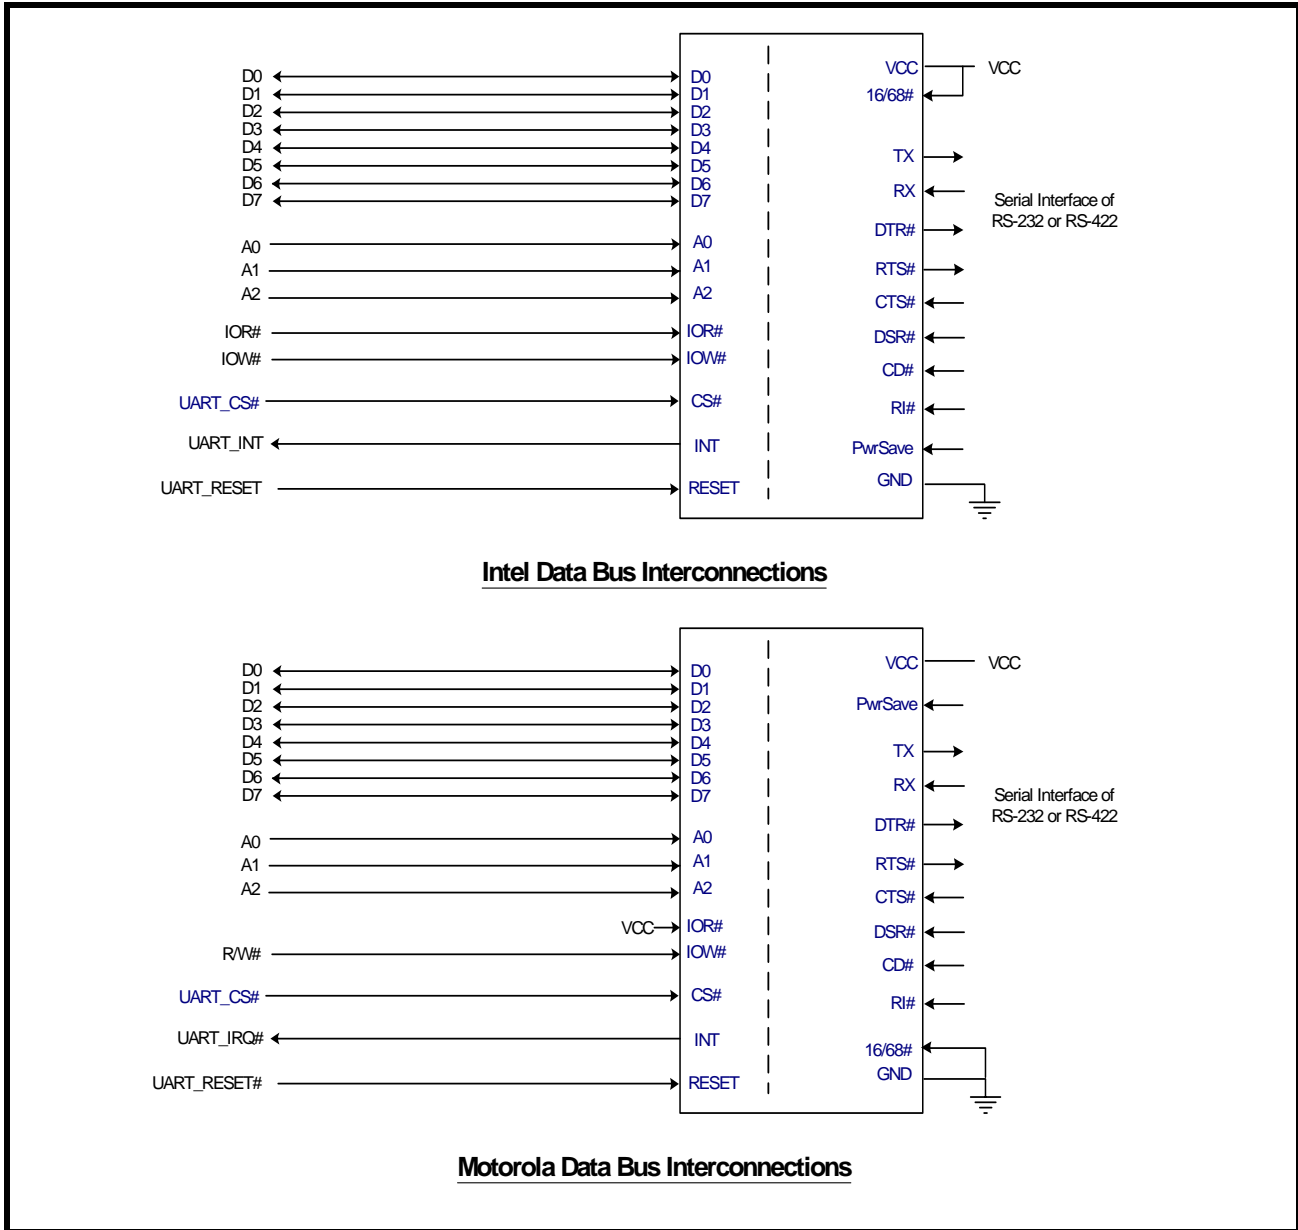 D0 D0
D1 D1
D2 D2
D3 D3
D4 D4
D5 D5
D6 D6
D7 D7
A0 A0
A1 A1
A2 A2
IOR# IOR#
IOW# IOW#
UART_CS# CS#
UART_INT INT
UART_RESET RESET
VCC VCC
16/68#
TX
RX
DTR#
RTS#
CTS#
DSR#
CD#
RI#
PwrSave
GND
Serial Interface of
RS-232 or RS-422
Intel Data Bus Interconnections
D0 D0
D1 D1
D2 D2
D3 D3
D4 D4
D5 D5
D6 D6
D7 D7
A0 A0
A1 A1
A2 A2
VCC IOR#
R/W# IOW#
UART_CS# CS#
UART_IRQ# INT
UART_RESET# RESET
VCC VCC
PwrSave
TX
RX
DTR#
RTS#
CTS#
DSR#
CD#
RI#
16/68#
GND
Serial Interface of
RS-232 or RS-422
Motorola Data Bus Interconnections